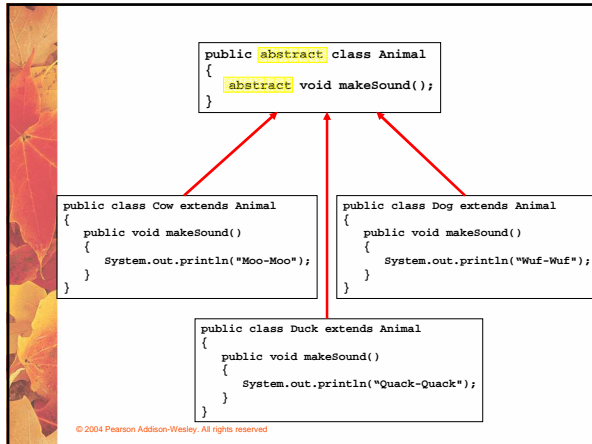 public abstract class Animal
{
abstract void makeSound();
}
public class Cow extends Animal
{
public void makeSound()
{
System.out.println("Moo-Moo");
}
}
public class Dog extends Animal
{
public void makeSound()
{
System.out.println(“Wuf-Wuf");
}
}
public class Duck extends Animal
{
public void makeSound()
{
System.out.println(“Quack-Quack");
}
}
© 2004 Pearson Addison-Wesley. All rights reserved